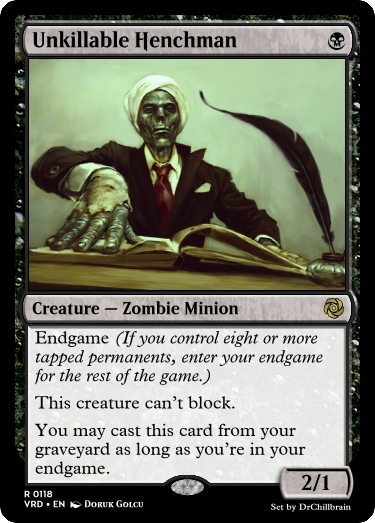 Unkillable Henchman
Creature — Zombie Minion
Endgame (If you control eight or more
tapped permanents, enter your endgame
for the rest of the game.)
This creature can't block.
You may cast this card from your
graveyard as long as you're in your
endgame.
2/1
R 0118
VRD • EN Doruk Golcu
Set by DrChillbrain